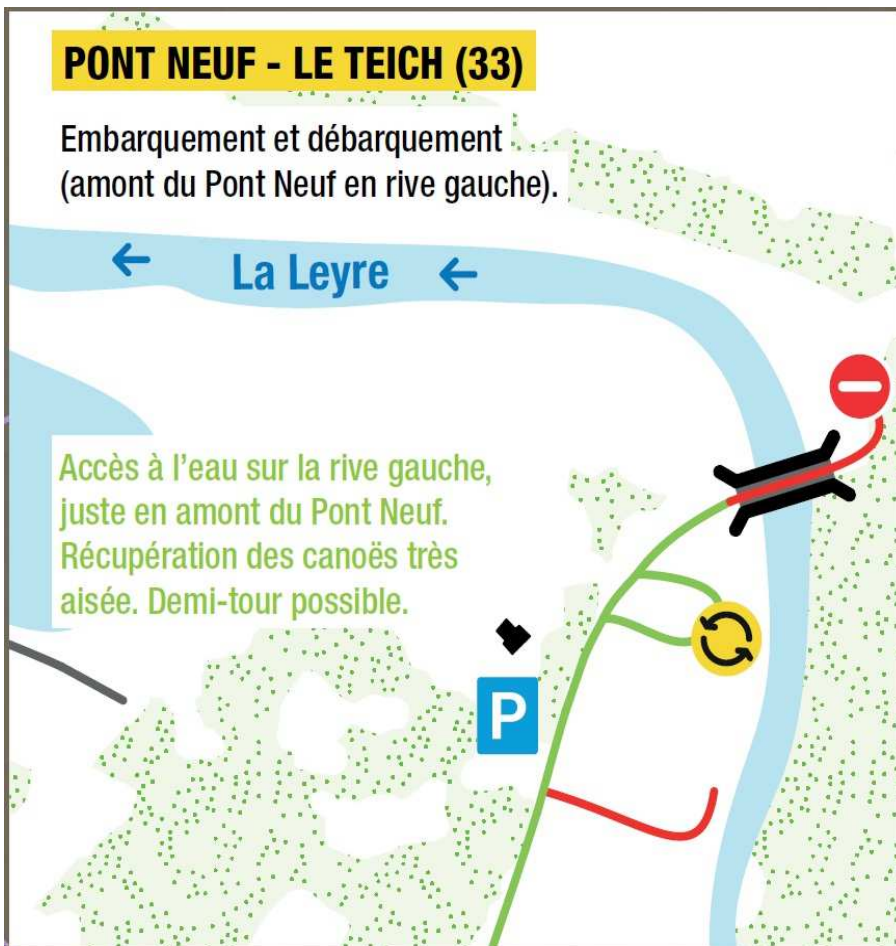 PONT NEUF - LE TEICH (33)
Embarquement et débarquement
(amont du Pont Neuf en rive gauche).
La Leyre
Accès à l'eau sur la rive gauche,
juste en amont du Pont Neuf.
Récupération des canoës très
aisée. Demi-tour possible.
P